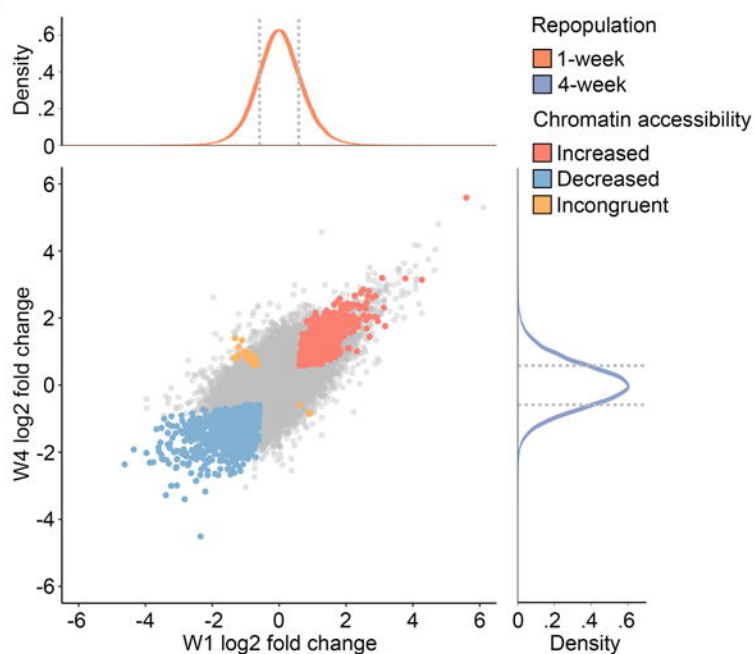 .6
.4
.2
0
Density
Repopulation
1-week
4-week
Chromatin accessibility
Increased
Decreased
Incongruent
6
4
2
0
-2
-4
-6
W4 log2 fold change
-6 -4 -2 0 2 4 6
W1 log2 fold change
0 .2 .4 .6
Density